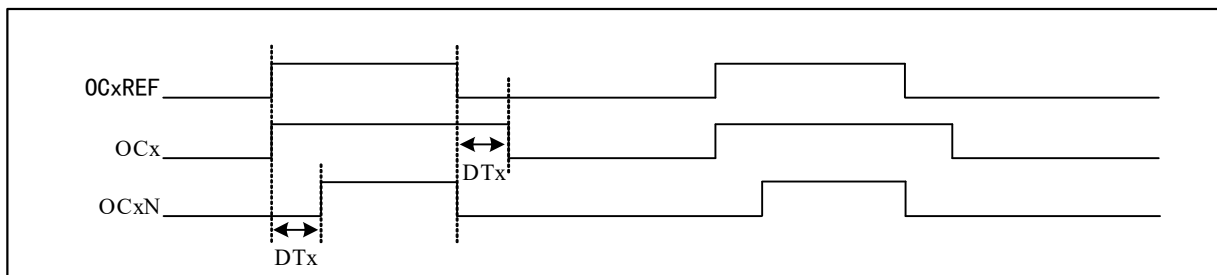 OCxREF
OCx
DTx
OCxN
DTx